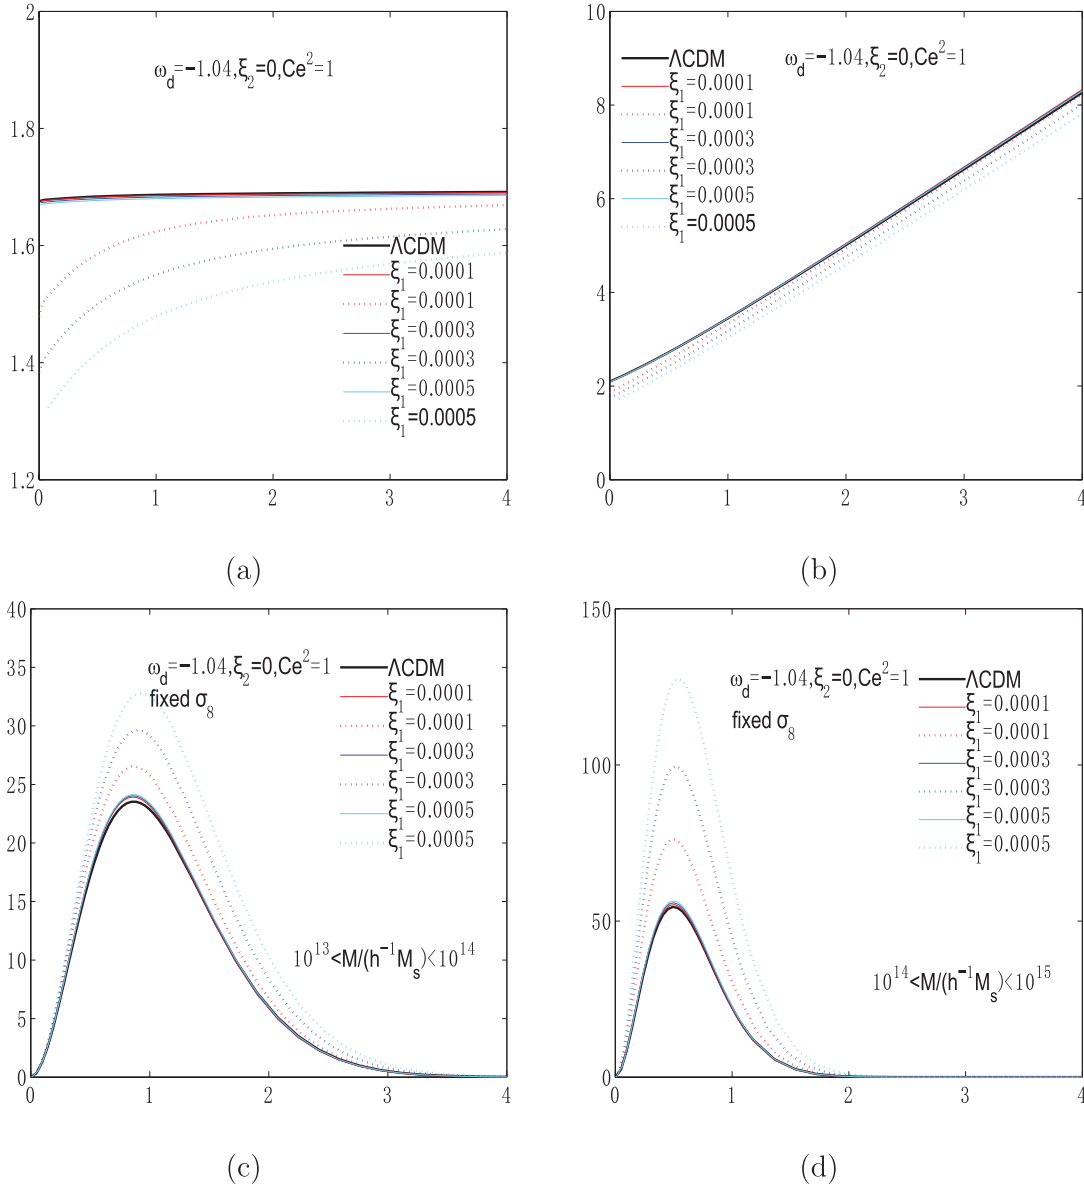 2
1.8
1.6
1.4
1.2
0 1 2 3 4
ω_d=−1.04,ξ_2=0,Ce^2=1
ΛCDM
ξ_1=0.0001
ξ_1=0.0001
ξ_1=0.0003
ξ_1=0.0003
ξ_1=0.0005
ξ_1=0.0005
(a)
10
8
6
4
2
0
0 1 2 3 4
ΛCDM
ξ_1=0.0001
ξ_1=0.0001
ξ_1=0.0003
ξ_1=0.0003
ξ_1=0.0005
ξ_1=0.0005
ω_d=−1.04,ξ_2=0,Ce^2=1
(b)
40
35
30
25
20
15
10
5
0
0 1 2 3 4
ω_d=−1.04,ξ_2=0,Ce^2=1
fixed σ_8
ΛCDM
ξ_1=0.0001
ξ_1=0.0001
ξ_1=0.0003
ξ_1=0.0003
ξ_1=0.0005
ξ_1=0.0005
10^13<M/(h^−1M_s)<10^14
(c)
150
100
50
0
0 1 2 3 4
ω_d=−1.04,ξ_2=0,Ce^2=1
fixed σ_8
ΛCDM
ξ_1=0.0001
ξ_1=0.0001
ξ_1=0.0003
ξ_1=0.0003
ξ_1=0.0005
ξ_1=0.0005
10^14<M/(h^−1M_s)<10^15
(d)